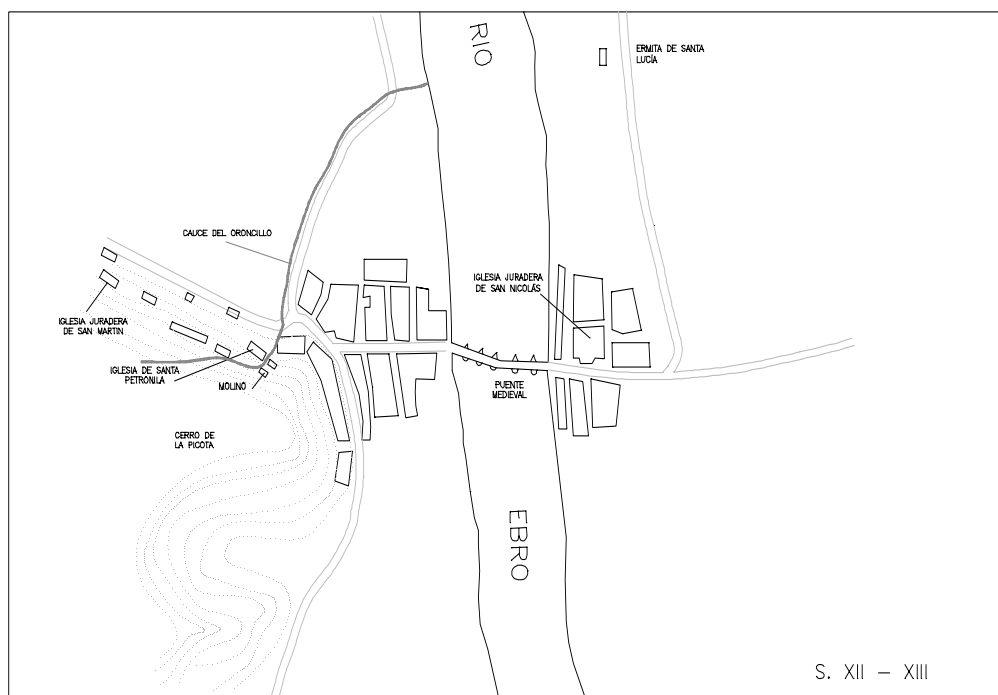 RIO
ERMITA DE SANTA
LUCÍA
CAUCE DEL ORONCILLO
IGLESIA JURADERA
DE SAN NICOLÁS
IGLESIA JURADERA
DE SAN MARTIN
IGLESIA DE SANTA
PETRONILA
MOLINO
PUENTE
MEDIEVAL
CERRO DE
LA PICOTA
EBRO
S. XII – XIII